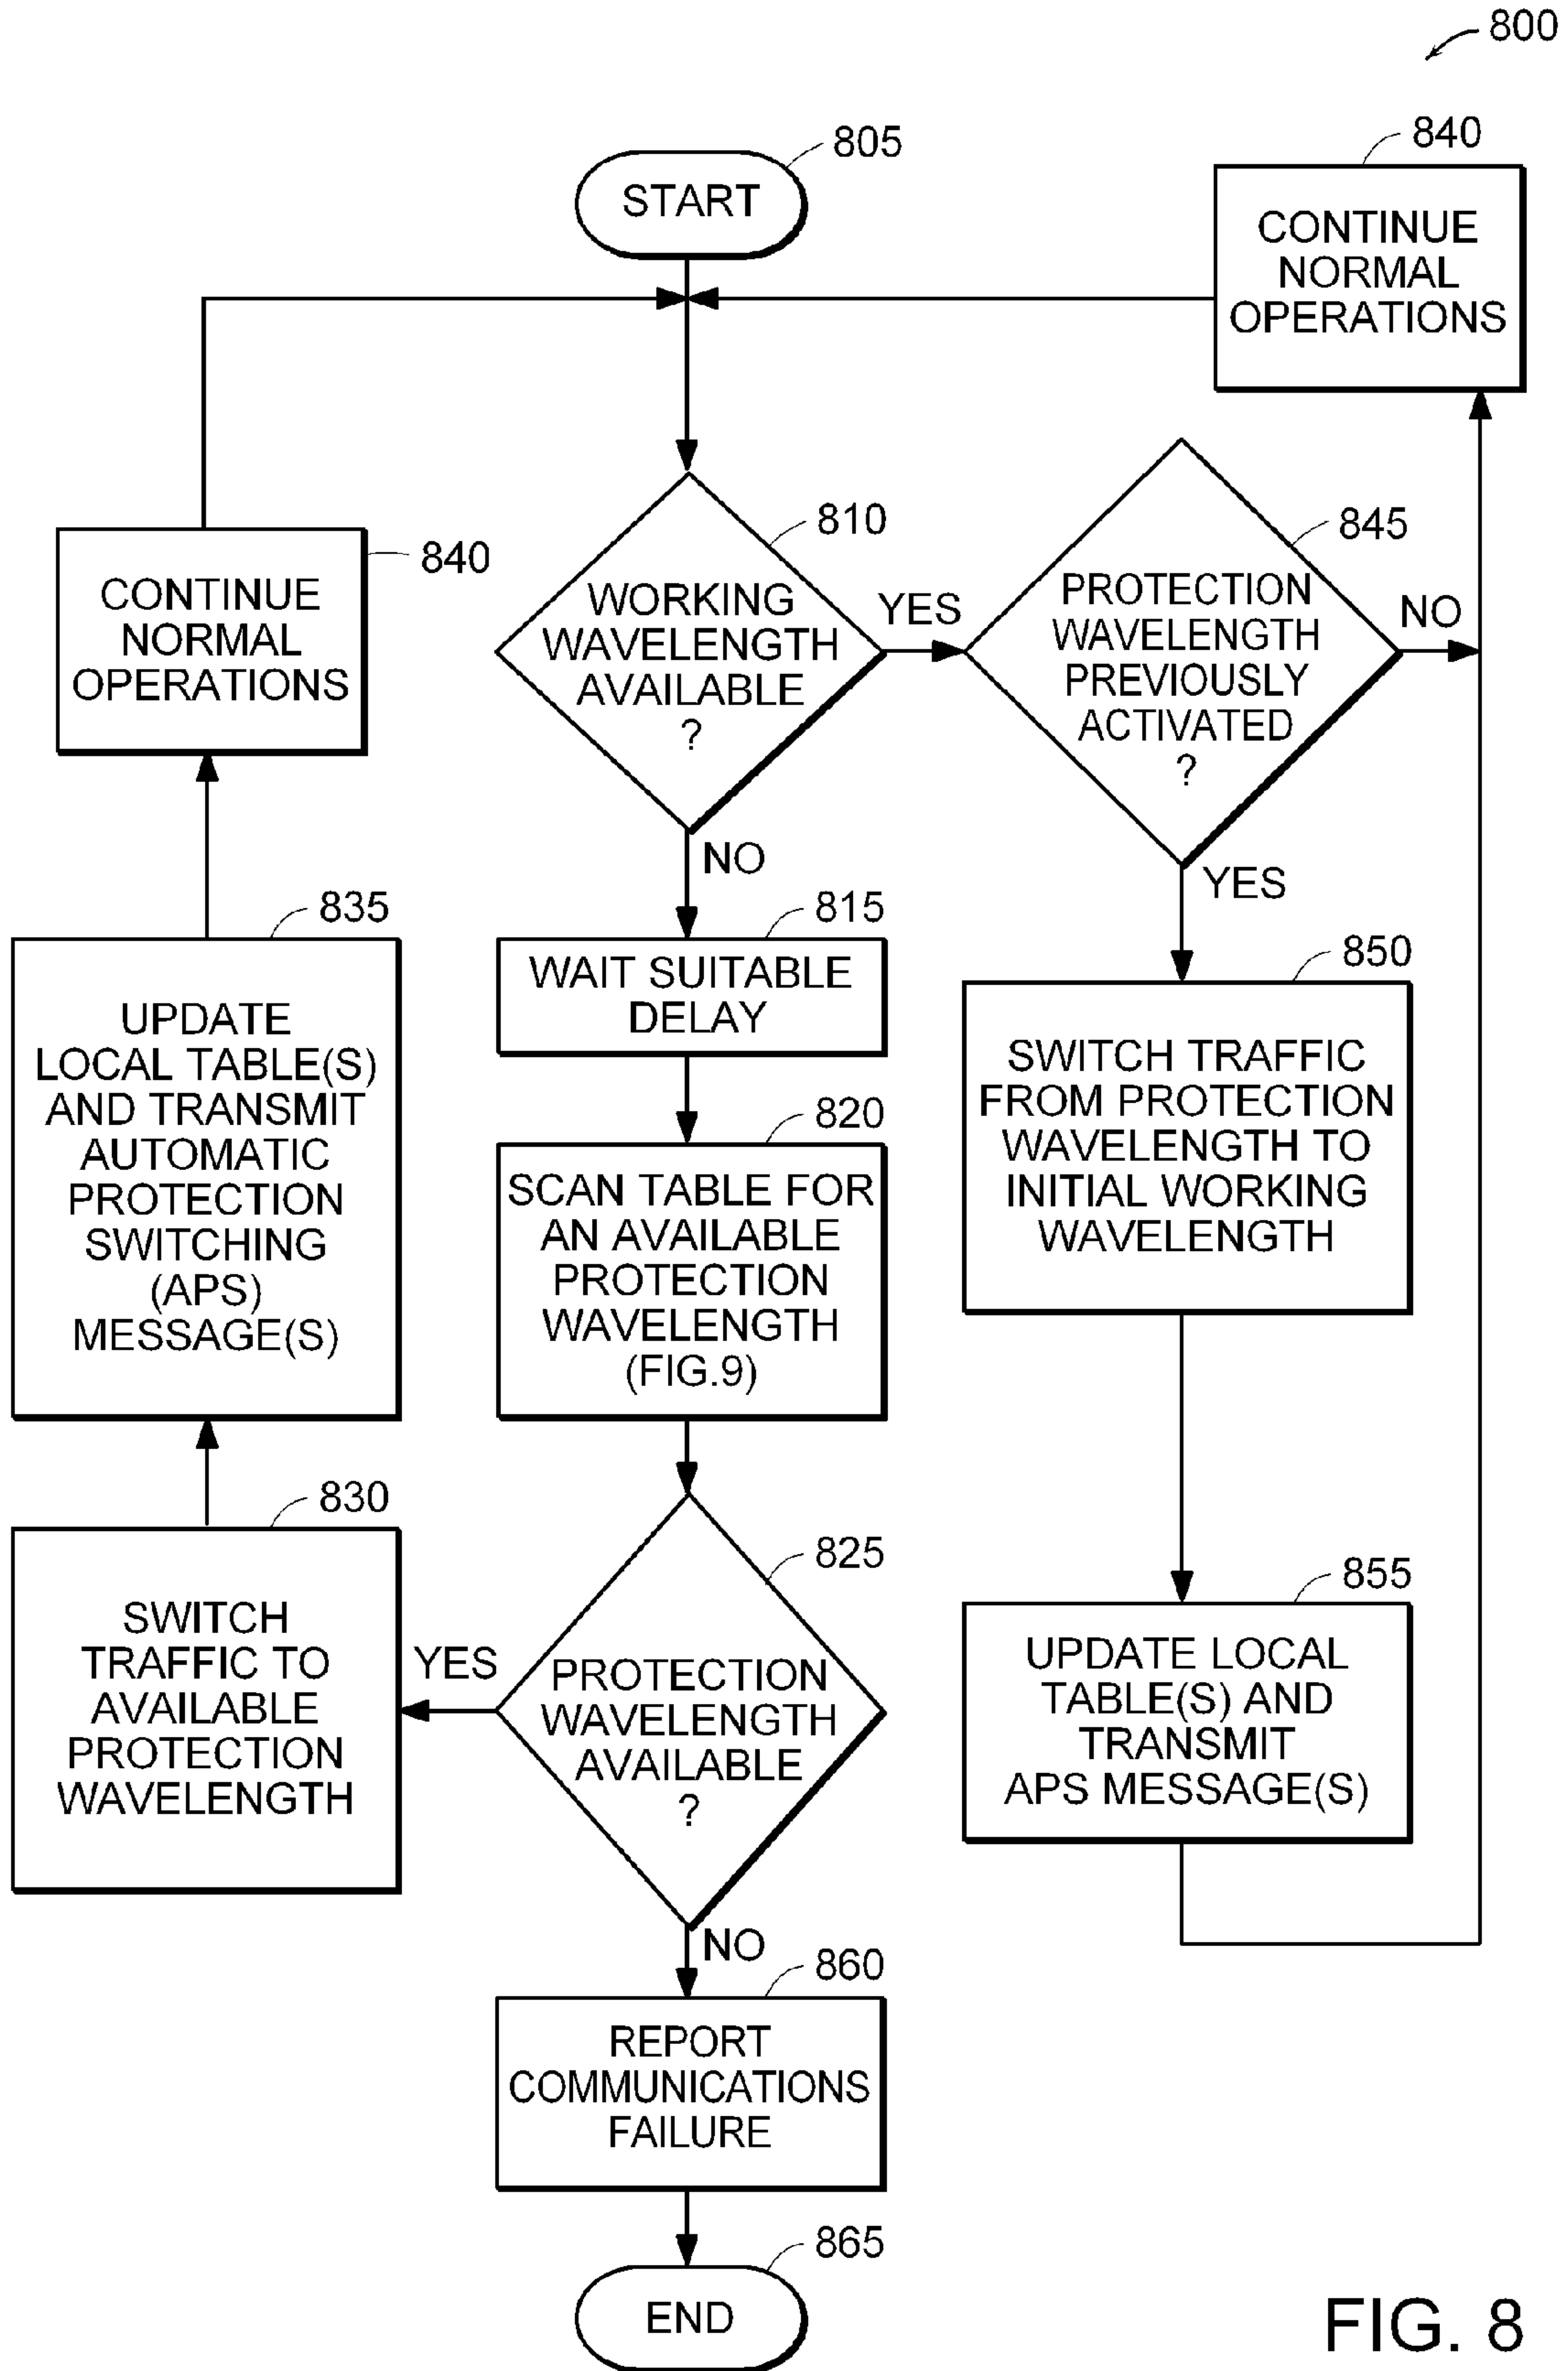 800
805
START
840
CONTINUE
NORMAL
OPERATIONS
810
WORKING
WAVELENGTH
AVAILABLE
?
YES
NO
845
PROTECTION
WAVELENGTH
PREVIOUSLY
ACTIVATED
?
NO
YES
840
CONTINUE
NORMAL
OPERATIONS
835
UPDATE
LOCAL TABLE(S)
AND TRANSMIT
AUTOMATIC
PROTECTION
SWITCHING
(APS)
MESSAGE(S)
815
WAIT SUITABLE
DELAY
850
SWITCH TRAFFIC
FROM PROTECTION
WAVELENGTH TO
INITIAL WORKING
WAVELENGTH
820
SCAN TABLE FOR
AN AVAILABLE
PROTECTION
WAVELENGTH
(FIG.9)
830
SWITCH
TRAFFIC TO
AVAILABLE
PROTECTION
WAVELENGTH
825
YES
PROTECTION
WAVELENGTH
AVAILABLE
?
NO
855
UPDATE LOCAL
TABLE(S) AND
TRANSMIT
APS MESSAGE(S)
860
REPORT
COMMUNICATIONS
FAILURE
865
END
FIG. 8